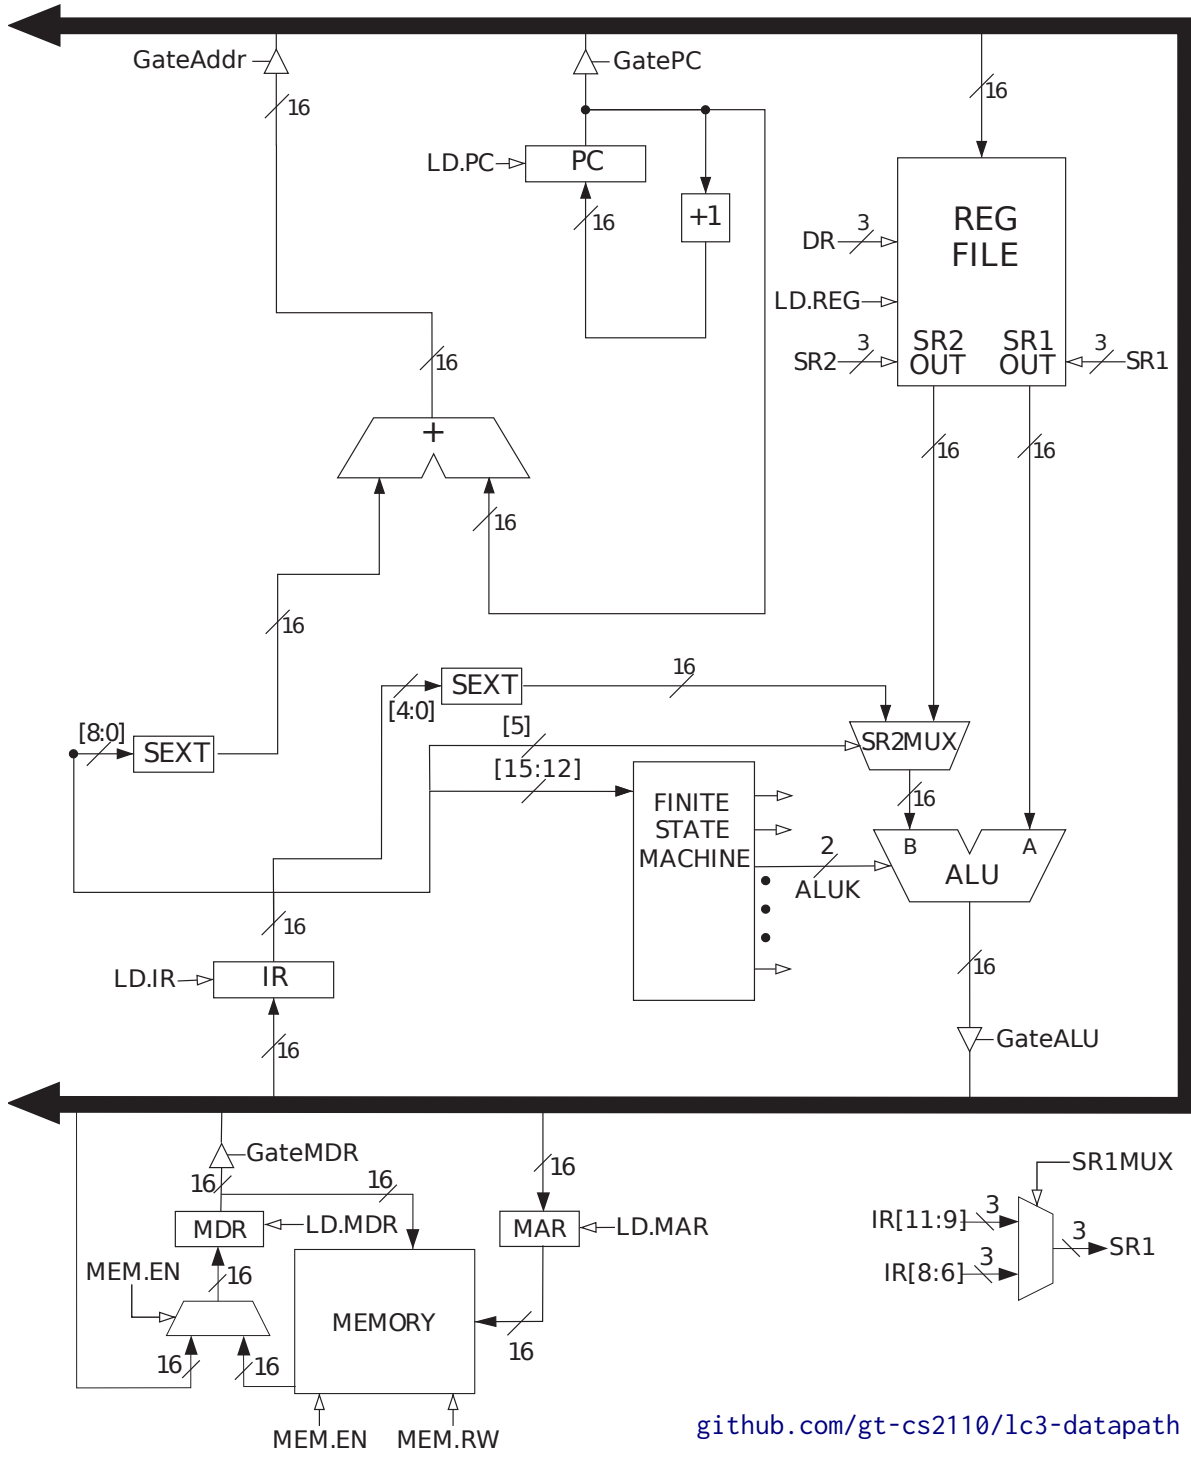 GateAddr
GatePC
16
16
LD.PC
PC
+1
16
REG
FILE
DR
3
LD.REG
SR2
3
SR2
OUT
SR1
OUT
3
SR1
16
+
16
16
16
16
SEXT
16
[4:0]
[8:0]
SEXT
[5]
SR2MUX
[15:12]
16
FINITE
STATE
MACHINE
B
A
ALU
2
ALUK
16
LD.IR
IR
16
16
GateALU
GateMDR
16
16
16
MDR
LD.MDR
MAR
LD.MAR
MEM.EN
16
MEMORY
16
16
16
MEM.EN
MEM.RW
SR1MUX
IR[11:9]
3
3
SR1
IR[8:6]
3
github.com/gt-cs2110/lc3-datapath